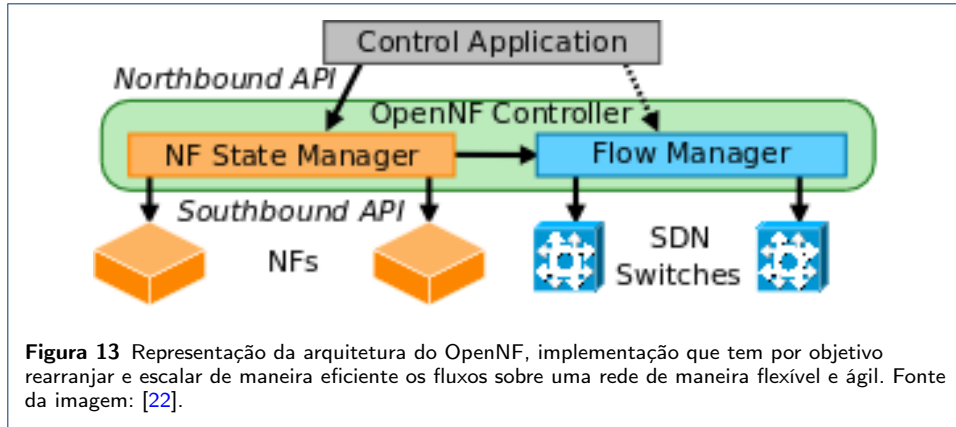 Control Application
Northbound API
OpenNF Controller
NF State Manager
Flow Manager
Southbound API
NFs
SDN
Switches
Figura 13 Representação da arquitetura do OpenNF, implementação que tem por objetivo
rearranjar e escalar de maneira eficiente os fluxos sobre uma rede de maneira flexível e ágil. Fonte
da imagem: [22].